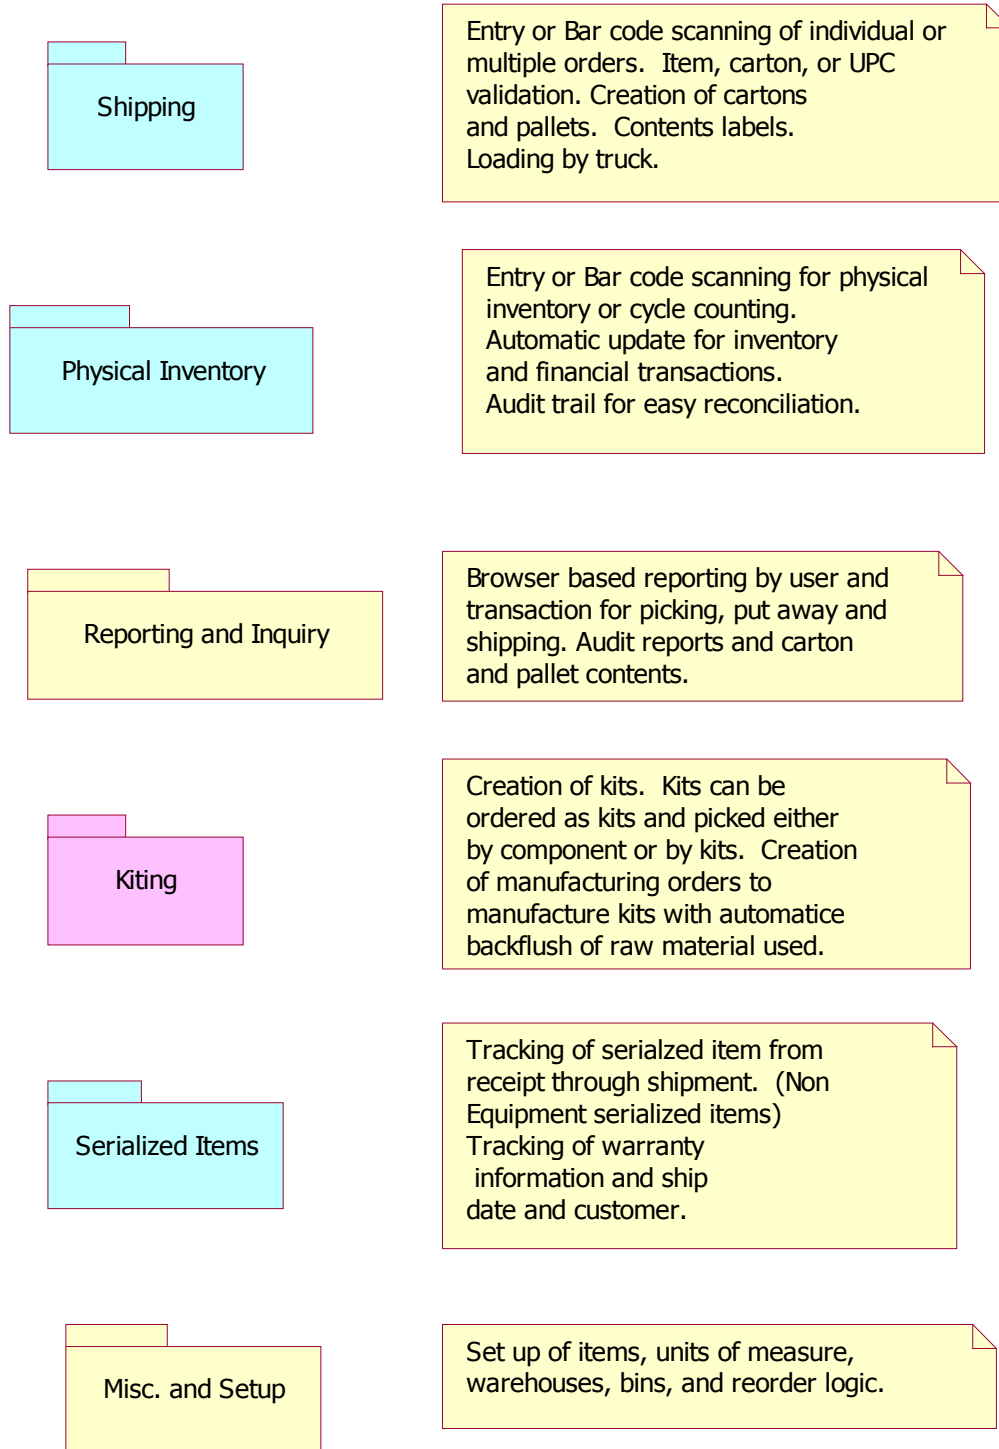 Shipping
Entry or Bar code scanning of individual or
multiple orders.  Item, carton, or UPC
validation. Creation of cartons
and pallets.  Contents labels.
Loading by truck.
Physical Inventory
Entry or Bar code scanning for physical
inventory or cycle counting.
Automatic update for inventory
and financial transactions.
Audit trail for easy reconciliation.
Reporting and Inquiry
Browser based reporting by user and
transaction for picking, put away and
shipping. Audit reports and carton
and pallet contents.
Kiting
Creation of kits.  Kits can be
ordered as kits and picked either
by component or by kits.  Creation
of manufacturing orders to
manufacture kits with automatice
backflush of raw material used.
Serialized Items
Tracking of serialzed item from
receipt through shipment.  (Non
Equipment serialized items)
Tracking of warranty
information and ship
date and customer.
Misc. and Setup
Set up of items, units of measure,
warehouses, bins, and reorder logic.